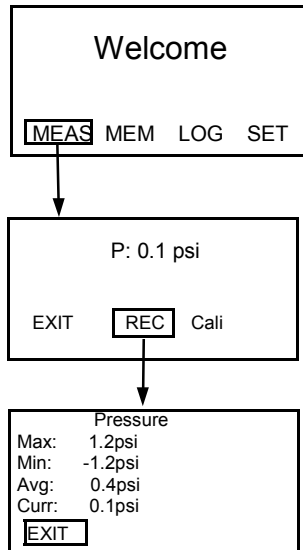 Welcome
MEAS MEM LOG SET
P: 0.1 psi
EXIT REC Cali
Pressure
Max: 1.2psi
Min: -1.2psi
Avg: 0.4psi
Curr: 0.1psi
EXIT